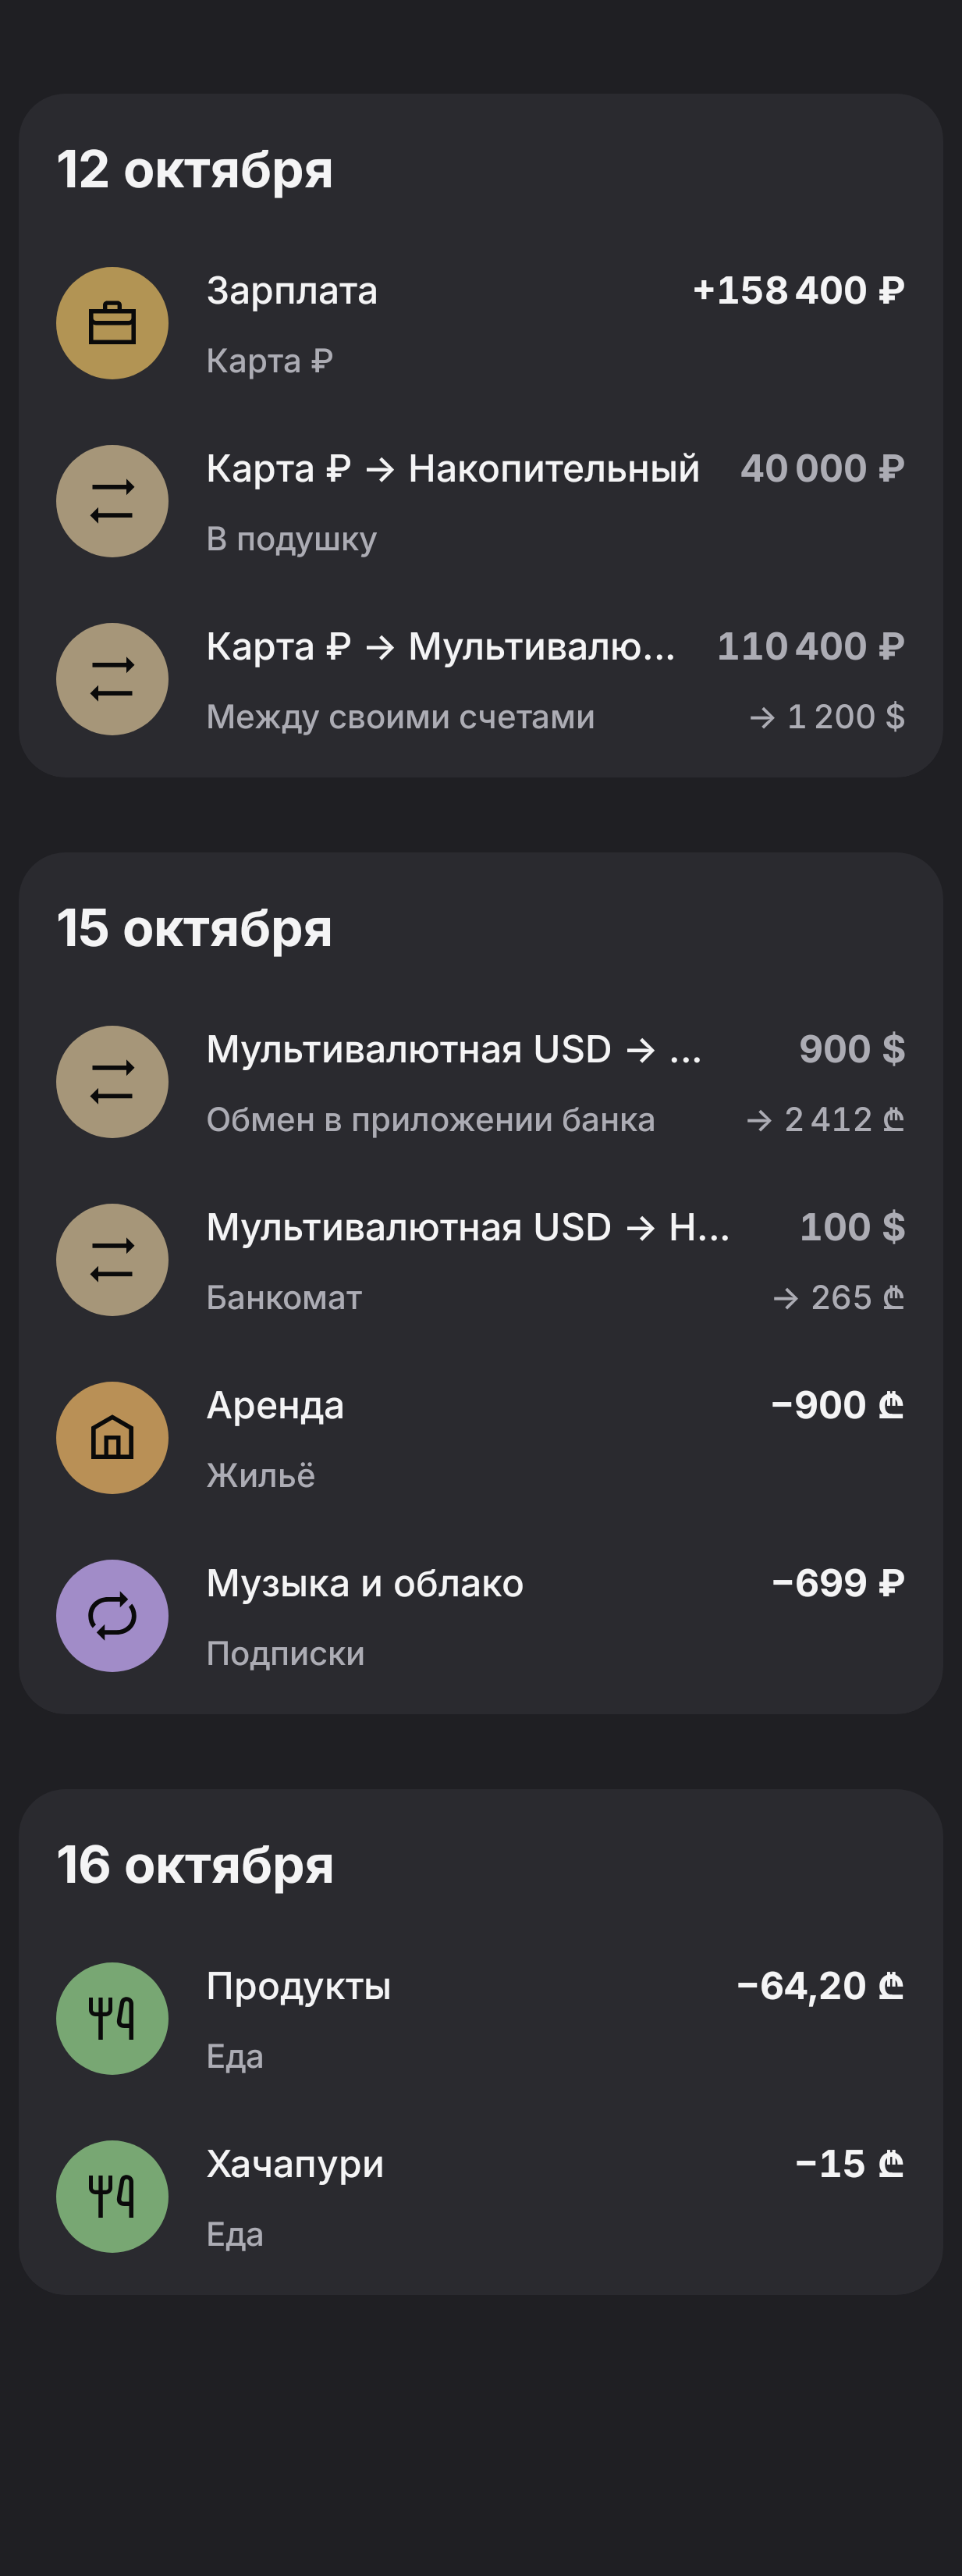 12 октября
Зарплата +158 400 ₽
Карта ₽
Карта ₽ → Накопительный 40 000 ₽
В подушку
Карта ₽ → Мультивалю... 110 400 ₽
Между своими счетами → 1 200 $
15 октября
Мультивалютная USD → ... 900 $
Обмен в приложении банка → 2 412 ₾
Мультивалютная USD → Н... 100 $
Банкомат → 265 ₾
Аренда −900 ₾
Жильё
Музыка и облако −699 ₽
Подписки
16 октября
Продукты −64,20 ₾
Еда
Хачапури −15 ₾
Еда